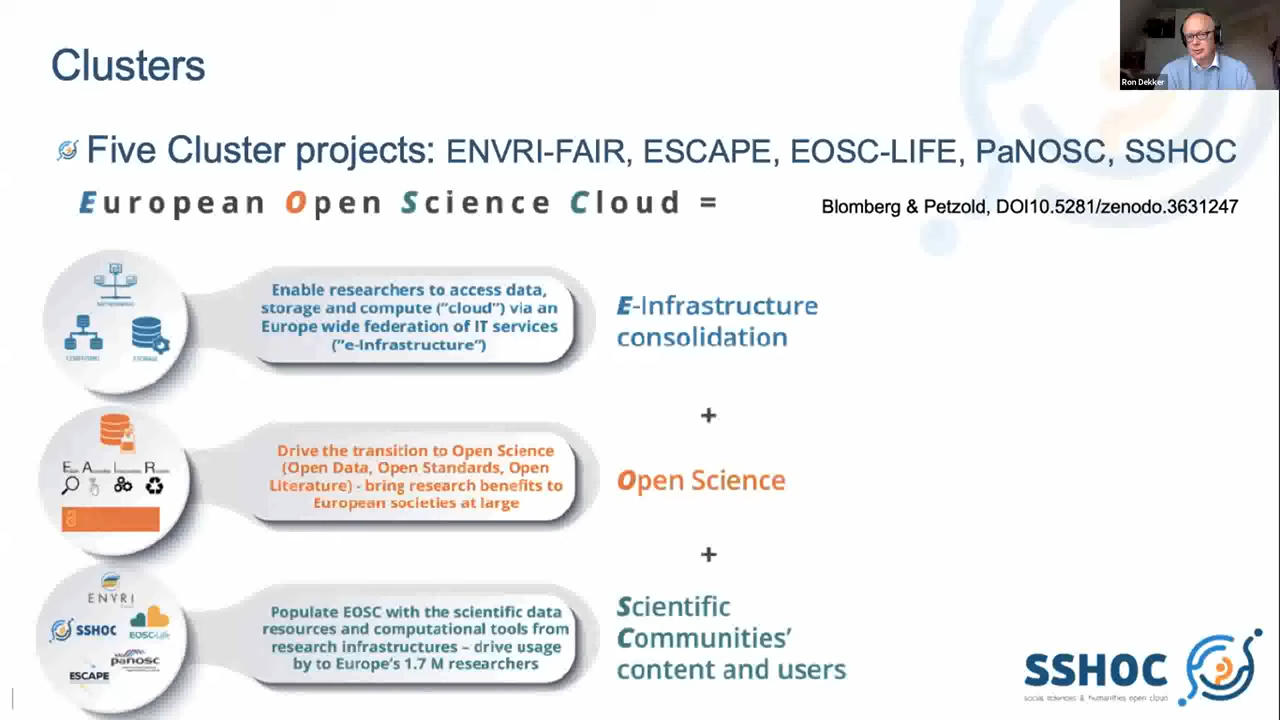 Clusters
Ron Dekker
Five Cluster projects: ENVRI-FAIR, ESCAPE, EOSC-LIFE, PaNOSC, SSHOC
European Open Science Cloud =
Blomberg & Petzold, DOI10.5281/zenodo.3631247
Enable researchers to access data,
storage and compute ("cloud") via an
Europe wide federation of IT services
("e-Infrastructure")
E-Infrastructure
consolidation
+
F A I R
Drive the transition to Open Science
(Open Data, Open Standards, Open
Literature) - bring research benefits to
European societies at large
Open Science
+
ENVRI
SSHOC
EOSC-Life
panosc
ESCAPE
Populate EOSC with the scientific data
resources and computational tools from
research infrastructures – drive usage
by to Europe's 1.7 M researchers
Scientific
Communities'
content and users
SSHOC
social sciences & humanities open cloud